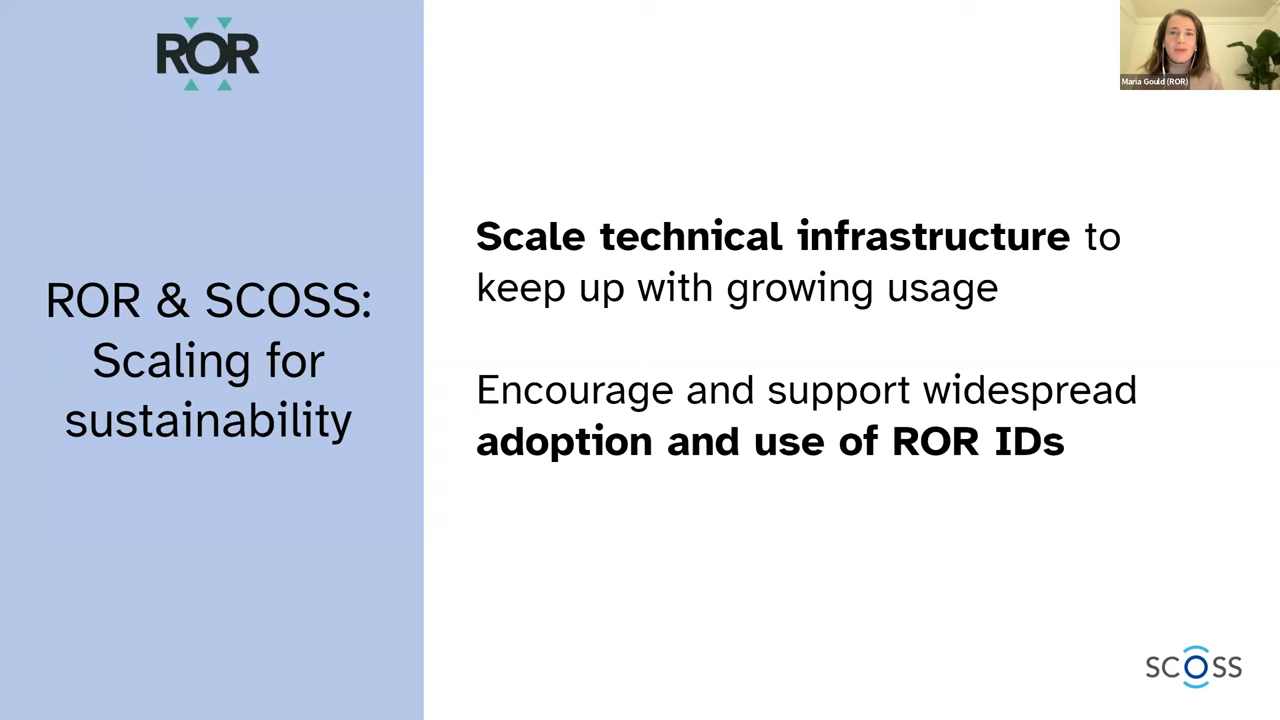 ROR
Maria Gould (ROR)
ROR & SCOSS:
Scaling for
sustainability
Scale technical infrastructure to
keep up with growing usage
Encourage and support widespread
adoption and use of ROR IDs
SCOSS